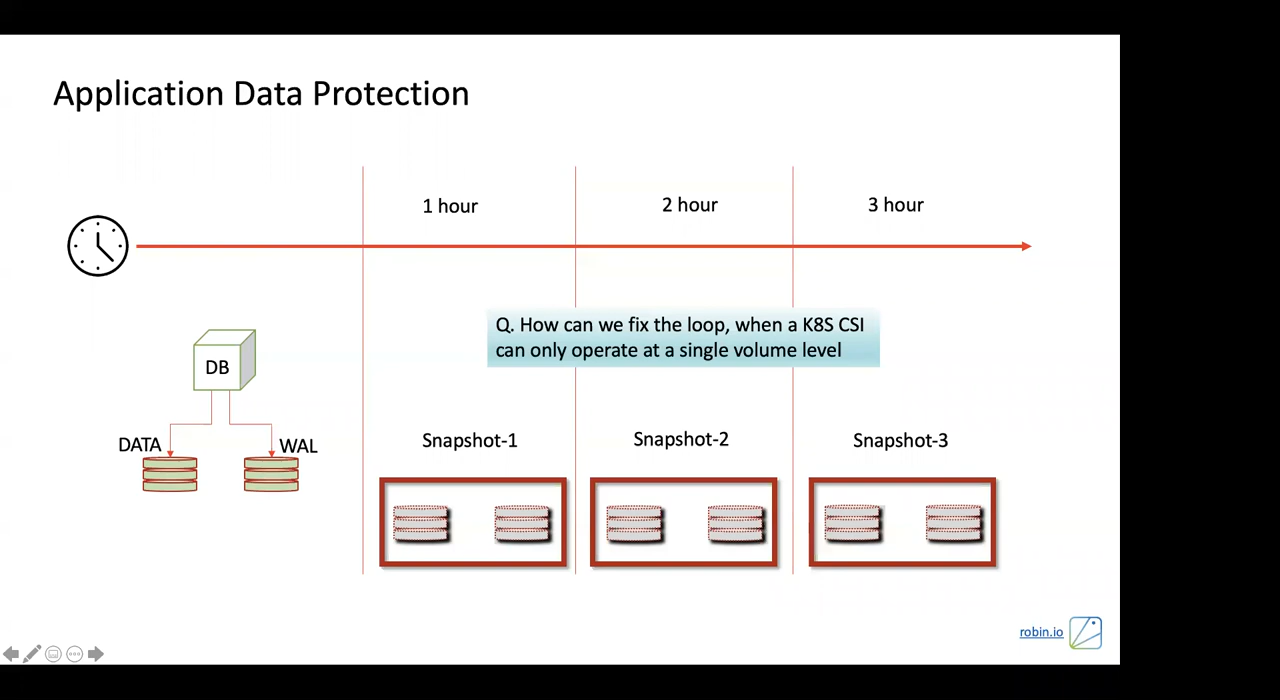 Application Data Protection
1 hour
2 hour
3 hour
Q. How can we fix the loop, when a K8S CSI
can only operate at a single volume level
DB
DATA
WAL
Snapshot-1
Snapshot-2
Snapshot-3
robin.io